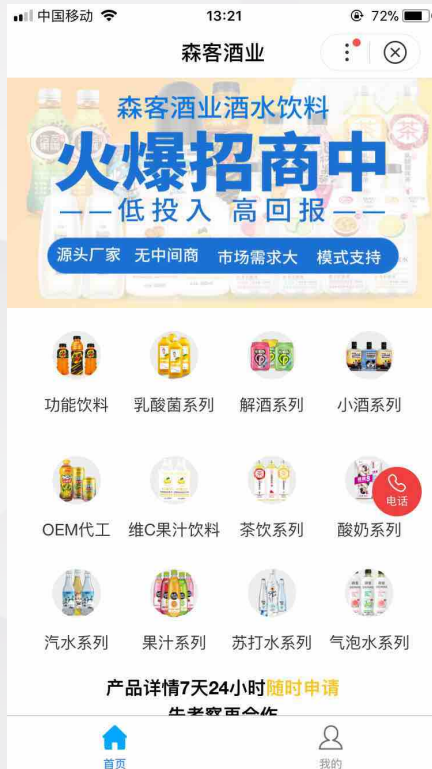 中国移动 13:21 72%
森客酒业
森客酒业酒水饮料
火爆招商中
——低投入 高回报——
源头厂家 无中间商 市场需求大 模式支持
功能饮料 乳酸菌系列 解酒系列 小酒系列
电话
OEM代工 维C果汁饮料 茶饮系列 酸奶系列
汽水系列 果汁系列 苏打水系列 气泡水系列
产品详情7天24小时随时申请
先考察再合作
首页 我的